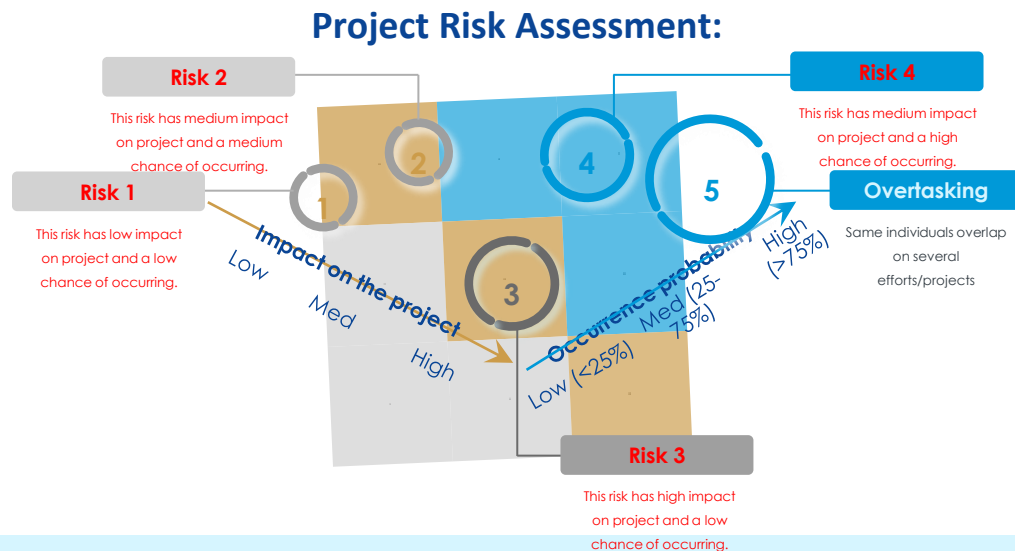 Project Risk Assessment:
Risk 2
This risk has medium impact
on project and a medium
chance of occurring.
Risk 4
This risk has medium impact
on project and a high
chance of occurring.
Risk 1
This risk has low impact
on project and a low
chance of occurring.
Overtasking
Same individuals overlap
on several
efforts/projects
1
2
3
4
5
Impact on the project
Low
Med
High
Occurrence probability
Low (<25%)
Med (25-
75%)
High
(>75%)
Risk 3
This risk has high impact
on project and a low
chance of occurring.